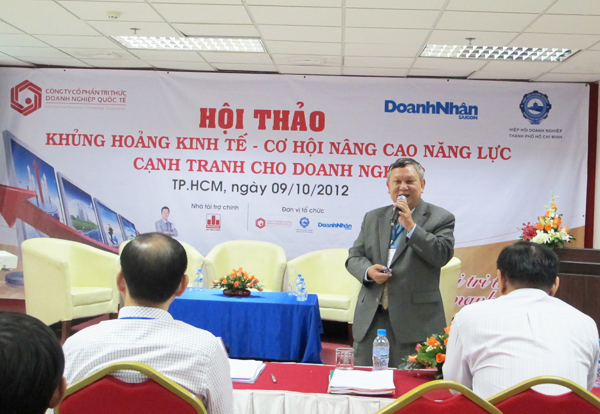 CÔNG TY CỔ PHẦN TRI THỨC
DOANH NGHIỆP QUỐC TẾ
DoanhNhân
SAIGON
HIỆP HỘI DOANH NGHIỆP
THÀNH PHỐ HỒ CHÍ MINH
HỘI THẢO
KHỦNG HOẢNG KINH TẾ - CƠ HỘI NÂNG CAO NĂNG LỰC
CẠNH TRANH CHO DOANH
TP.HCM, ngày 09/10/2012
Nhà tài trợ chính
Đơn vị tổ chức
DoanhNhân